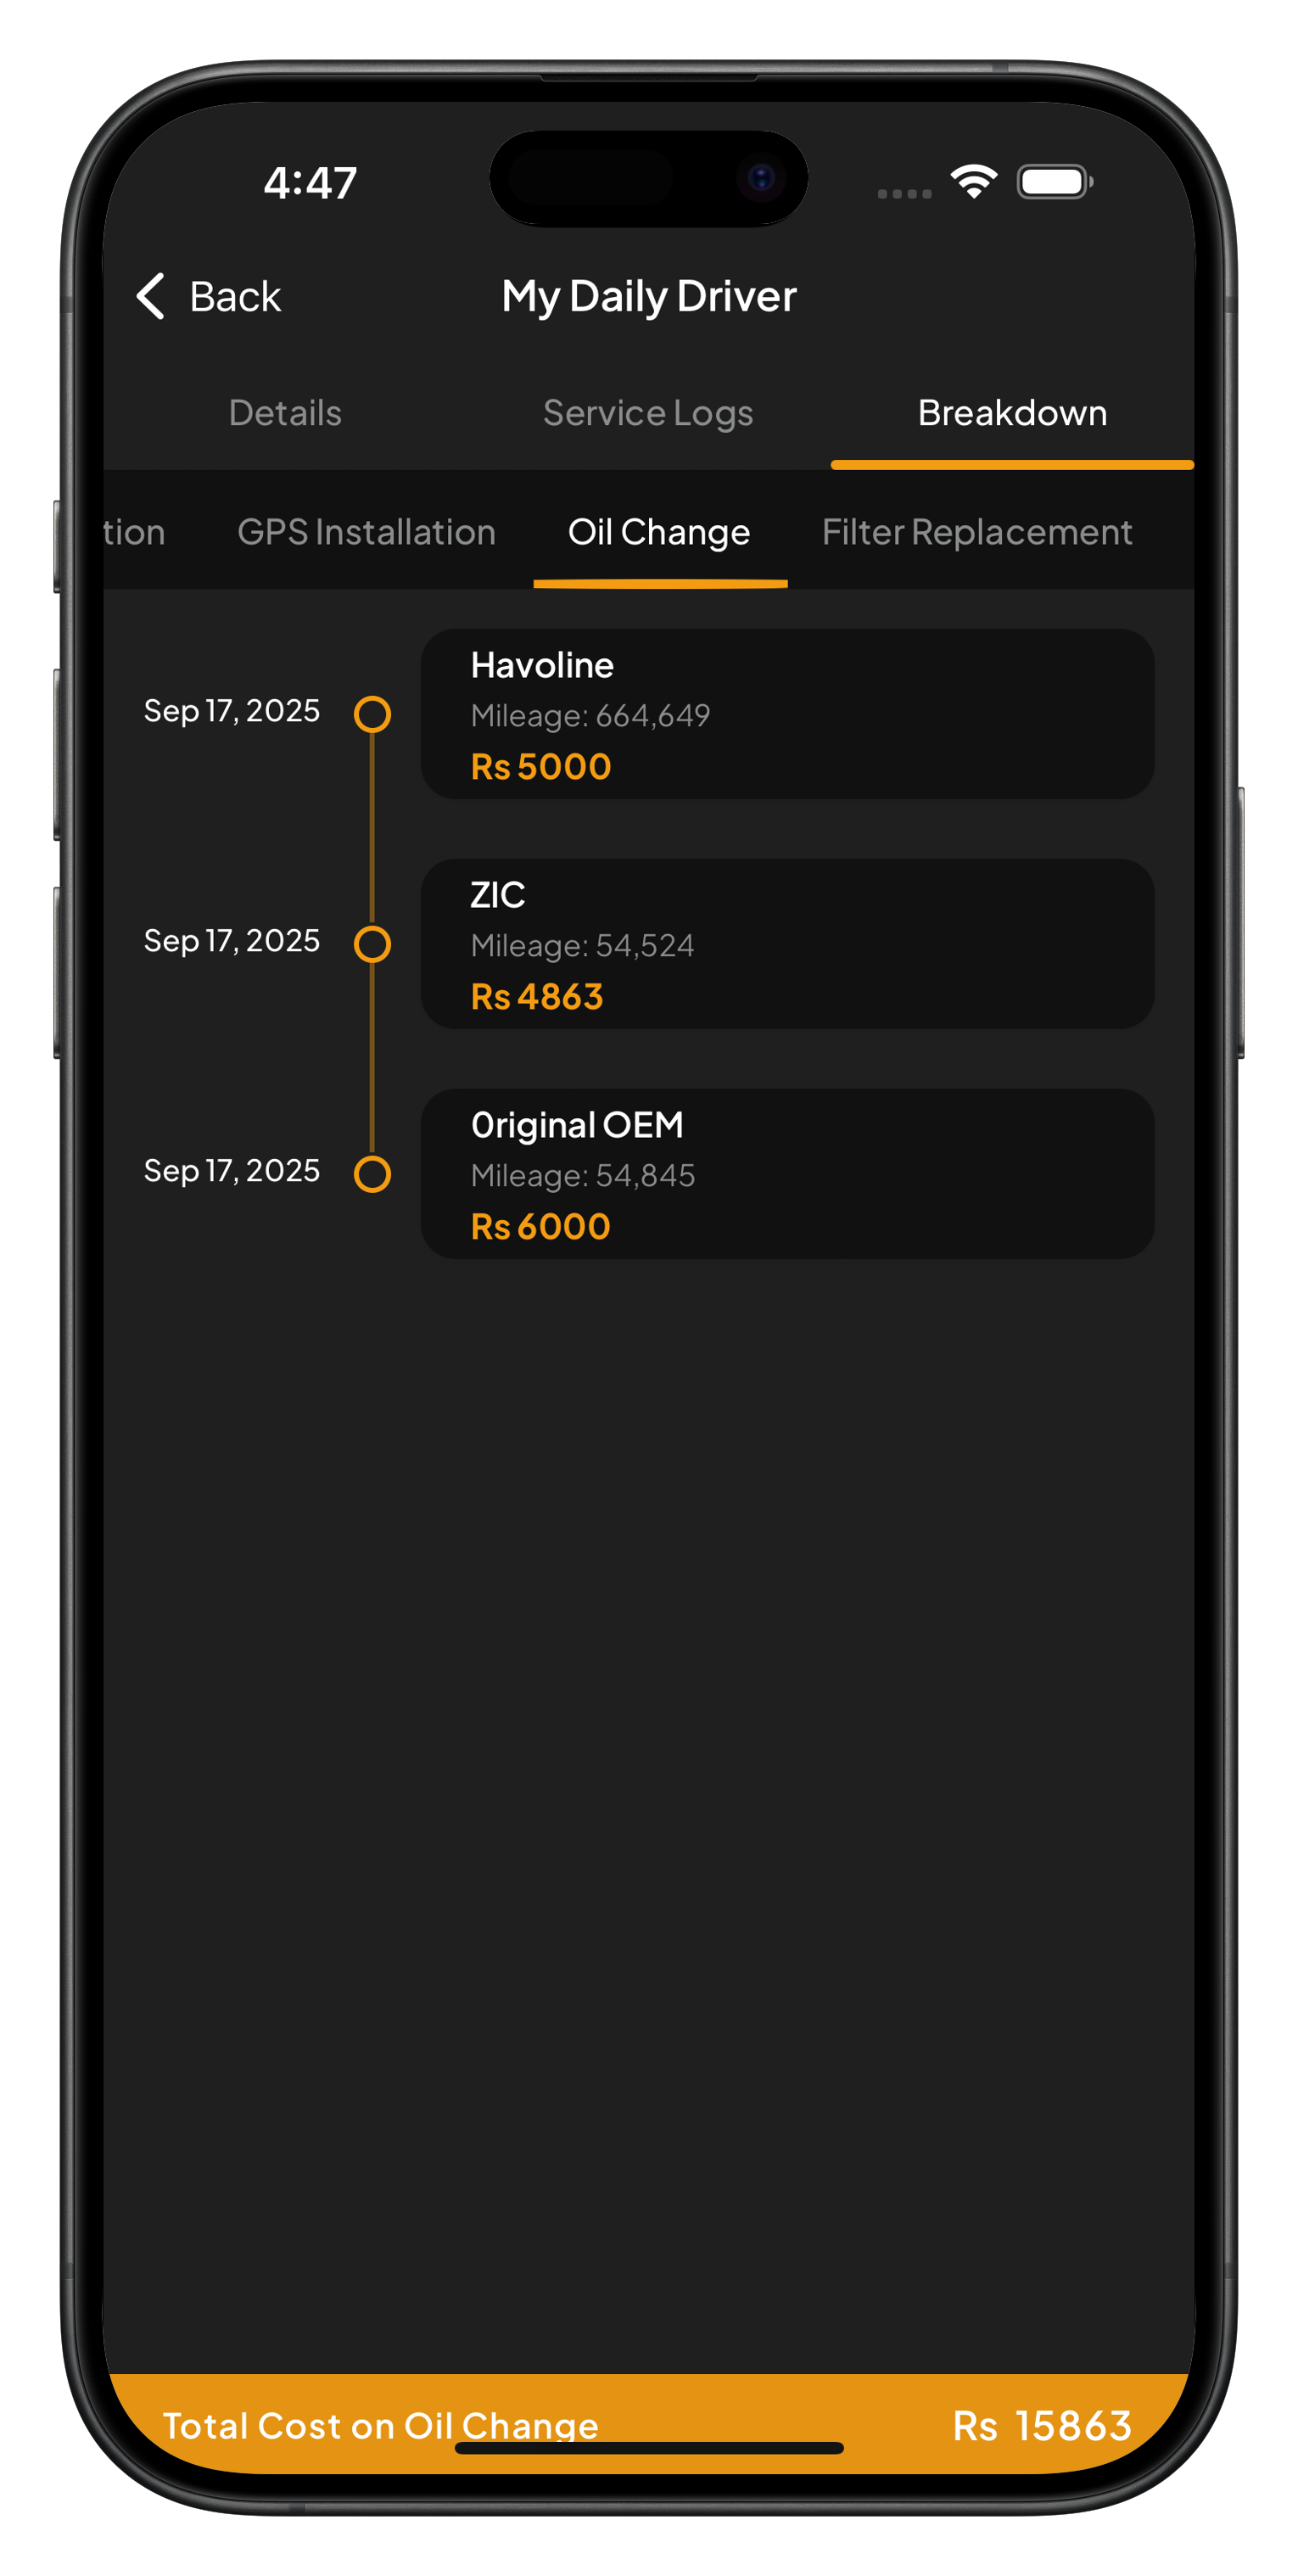 4:47
Back My Daily Driver
Details Service Logs Breakdown
tion GPS Installation Oil Change Filter Replacement
Havoline
Sep 17, 2025
Mileage: 664,649
Rs 5000
ZIC
Sep 17, 2025
Mileage: 54,524
Rs 4863
0riginal OEM
Sep 17, 2025
Mileage: 54,845
Rs 6000
Total Cost on Oil Change Rs 15863